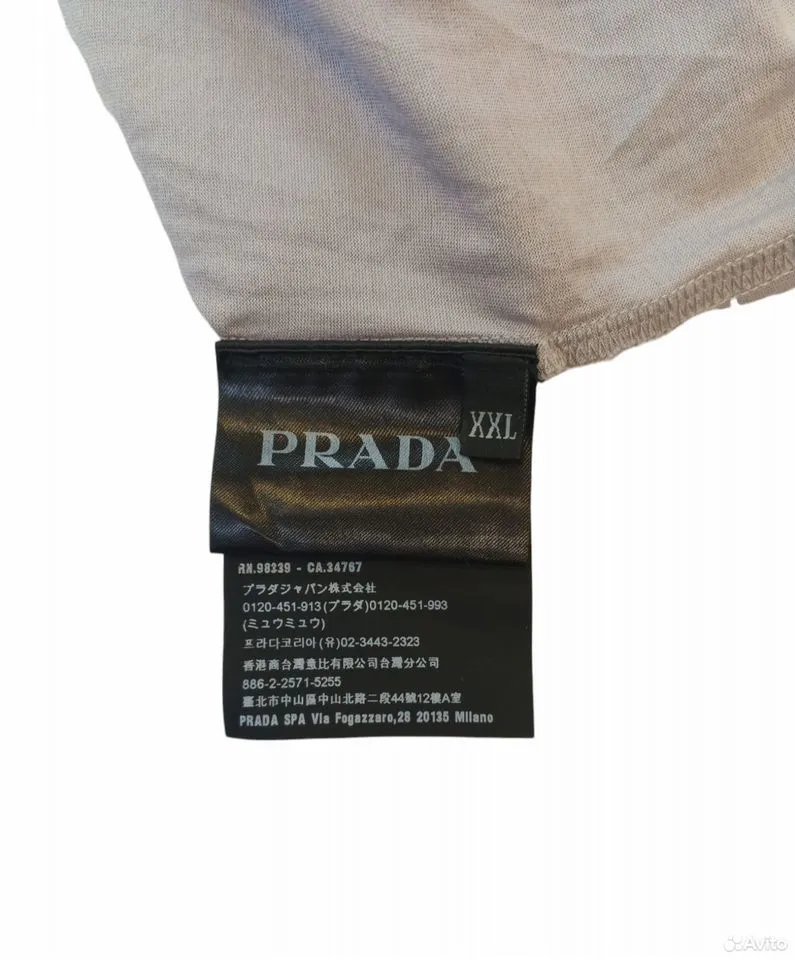 PRADA
XXL
RN.98339 - CA.34767
プラダジャパン株式会社
0120-451-913(プラダ)0120-451-993
(ミュウミュウ)
프라다코리아(유)02-3443-2323
香港商台灣意比有限公司台灣分公司
886-2-2571-5255
臺北市中山區中山北路二段44號12樓A室
PRADA SPA Via Fogazzaro,28 20135 Milano
Avito